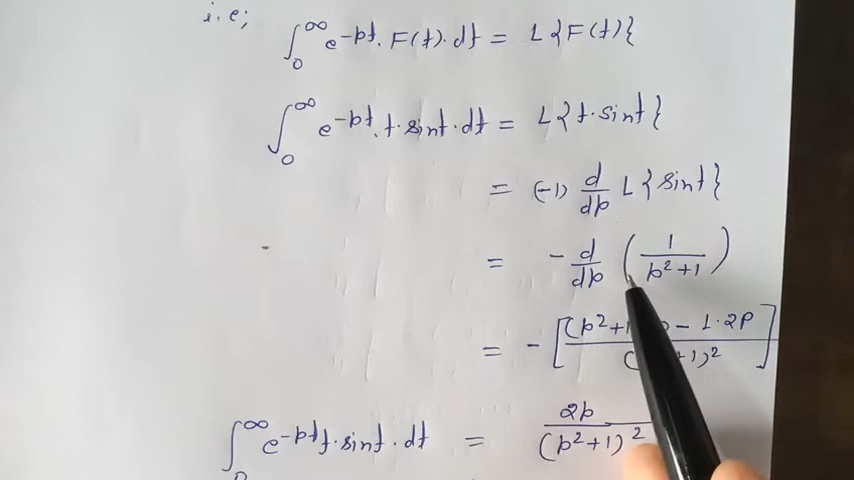 i.e;
∫₀^∞ e^-pt. F(t).dt = L{F(t)}
∫₀^∞ e^-pt. t.sint.dt = L{t.sint}
= (-1) d/dp L{sint}
= - d/dp (1/(p²+1))
= - [((p²+1 - 1.2p)/( +1)²]
∫₀^∞ e^-pt t.sint.dt = 2p/(p²+1)²